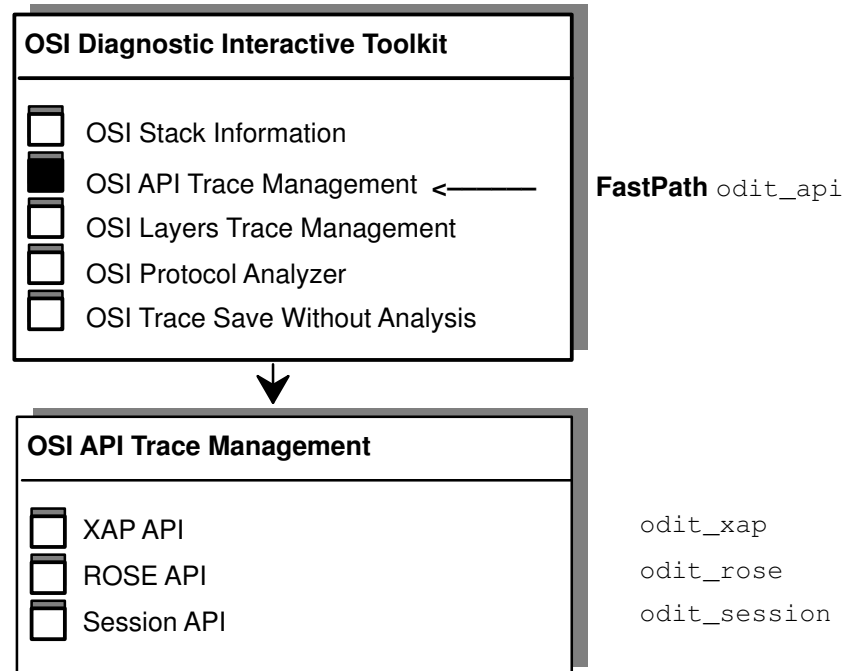 OSI Diagnostic Interactive Toolkit
OSI Stack Information
OSI API Trace Management <——— FastPath odit_api
OSI Layers Trace Management
OSI Protocol Analyzer
OSI Trace Save Without Analysis
OSI API Trace Management
XAP API odit_xap
ROSE API odit_rose
Session API odit_session